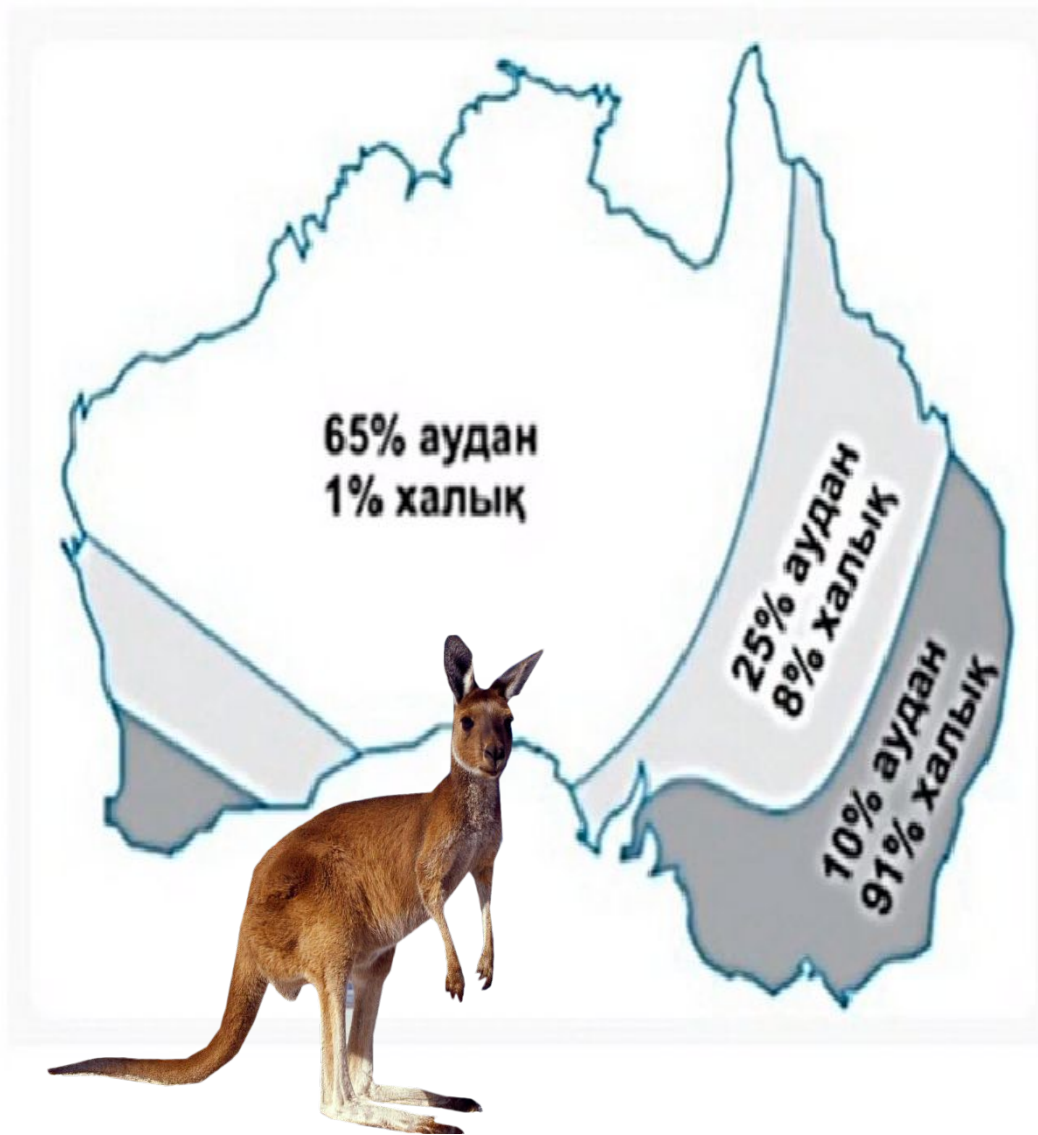 65% аудан
1% халық
25% аудан
8% халық
10% аудан
91% халық